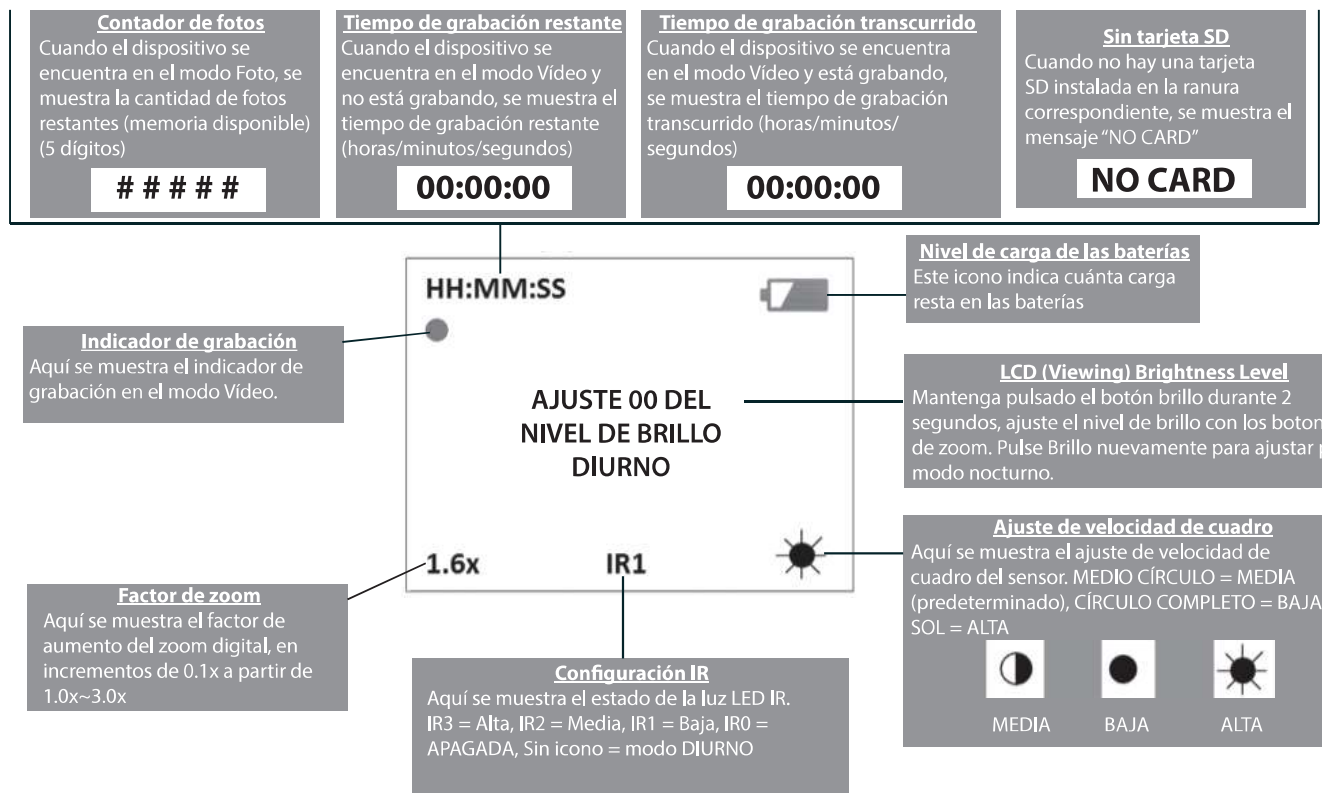 Contador de fotos
Cuando el dispositivo se
encuentra en el modo Foto, se
muestra la cantidad de fotos
restantes (memoria disponible)
(5 dígitos)
# # # # #
Tiempo de grabación restante
Cuando el dispositivo se
encuentra en el modo Vídeo y
no está grabando, se muestra el
tiempo de grabación restante
(horas/minutos/segundos)
00:00:00
Tiempo de grabación transcurrido
Cuando el dispositivo se encuentra
en el modo Vídeo y está grabando,
se muestra el tiempo de grabación
transcurrido (horas/minutos/
segundos)
00:00:00
Sin tarjeta SD
Cuando no hay una tarjeta
SD instalada en la ranura
correspondiente, se muestra el
mensaje “NO CARD”
NO CARD
HH:MM:SS
Nivel de carga de las baterías
Este icono indica cuánta carga
resta en las baterías
Indicador de grabación
Aquí se muestra el indicador de
grabación en el modo Vídeo.
AJUSTE 00 DEL
NIVEL DE BRILLO
DIURNO
LCD (Viewing) Brightness Level
Mantenga pulsado el botón brillo durante 2
segundos, ajuste el nivel de brillo con los boton
de zoom. Pulse Brillo nuevamente para ajustar
modo nocturno.
1.6x
IR1
Factor de zoom
Aquí se muestra el factor de
aumento del zoom digital, en
incrementos de 0.1x a partir de
1.0x~3.0x
Configuración IR
Aquí se muestra el estado de la luz LED IR.
IR3 = Alta, IR2 = Media, IR1 = Baja, IR0 =
APAGADA, Sin icono = modo DIURNO
Ajuste de velocidad de cuadro
Aquí se muestra el ajuste de velocidad de
cuadro del sensor. MEDIO CÍRCULO = MEDIA
(predeterminado), CÍRCULO COMPLETO = BAJA
SOL = ALTA
MEDIA
BAJA
ALTA